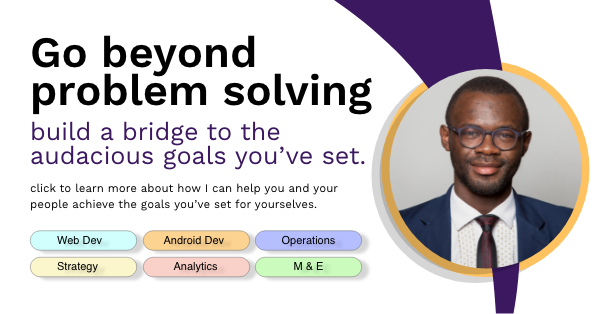 Go beyond
problem solving
build a bridge to the
audacious goals you’ve set.
click to learn more about how I can help you and your
people achieve the goals you’ve set for yourselves.
Web Dev
Android Dev
Operations
Strategy
Analytics
M & E